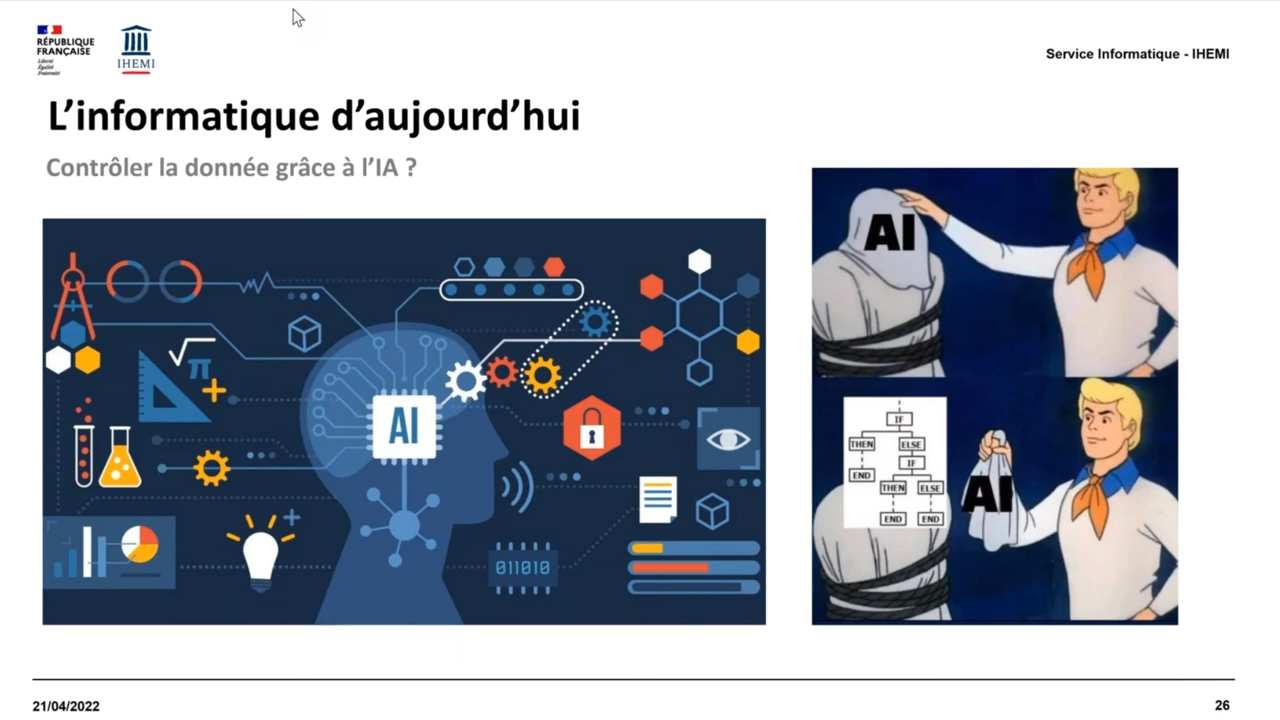 RÉPUBLIQUE
FRANÇAISE
Liberté
Égalité
Fraternité
IHEMI
Service Informatique - IHEMI
L’informatique d’aujourd’hui
Contrôler la donnée grâce à l’IA ?
π
AI
011010
AI
IF
THEN
ELSE
END
IF
THEN
ELSE
END
END
AI
21/04/2022
26